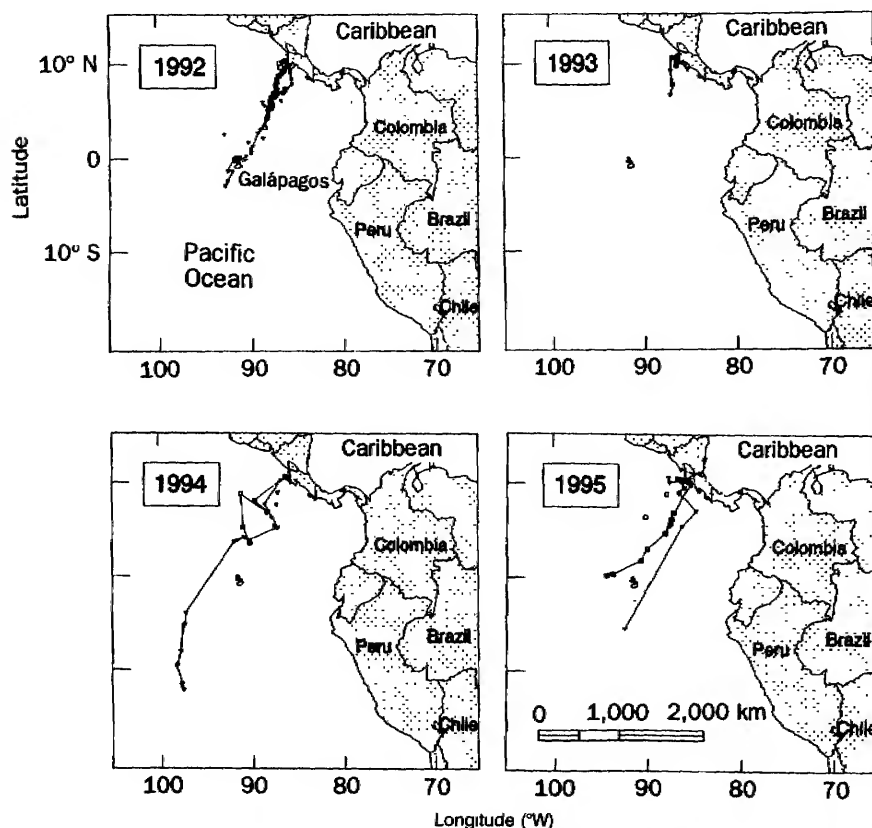 Caribbean
Caribbean
10° N
1992
1993
Colombia
Colombia
Latitude
0
Galápagos
Brazil
Brazil
Peru
Peru
10° S
Pacific
Ocean
Chile
Chile
100 90 80 70
100 90 80 70
Caribbean
Caribbean
1994
1995
Colombia
Colombia
Peru
Brazil
Peru
Brazil
0 1,000 2,000 km
Chile
Chile
100 90 80 70
100 90 80 70
Longitude (°W)